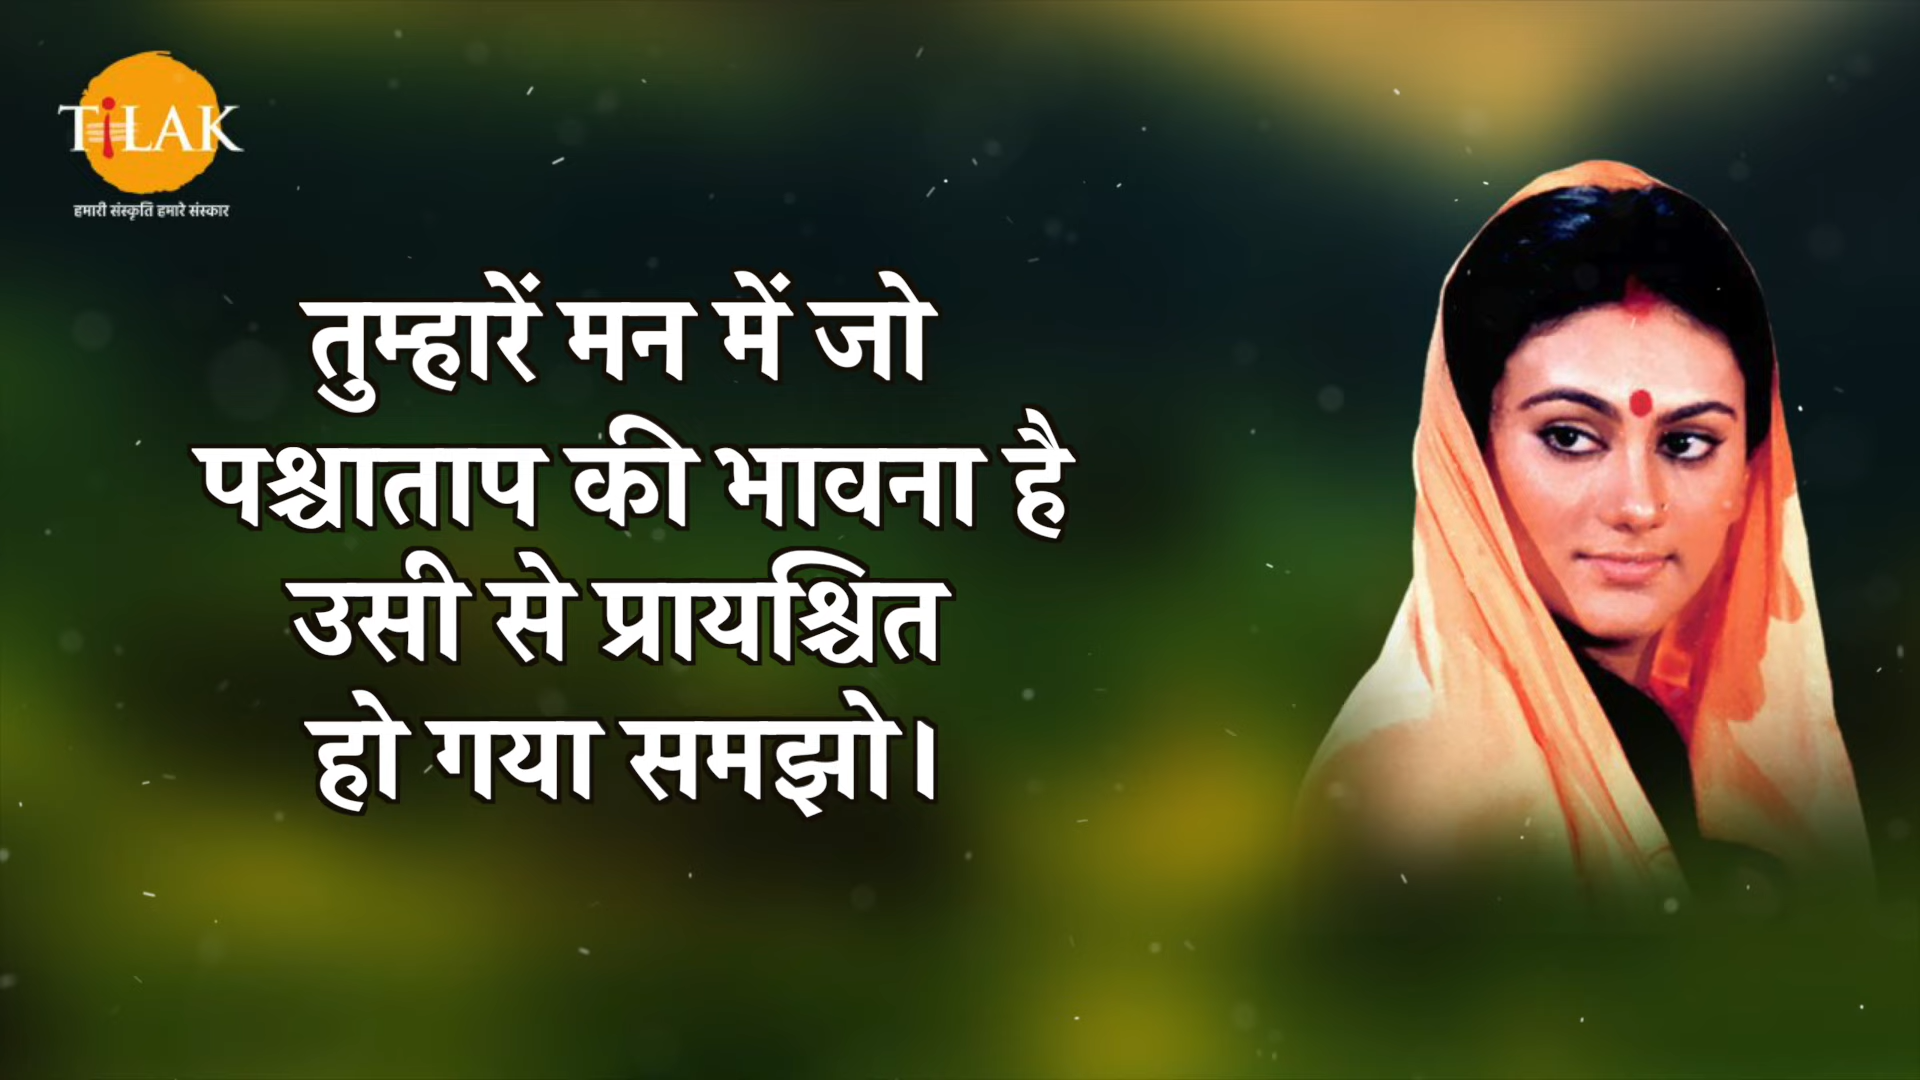 TiLAK
हमारी संस्कृति हमारे संस्कार
तुम्हारें मन में जो
पश्चाताप की भावना है
उसी से प्रायश्चित
हो गया समझो।